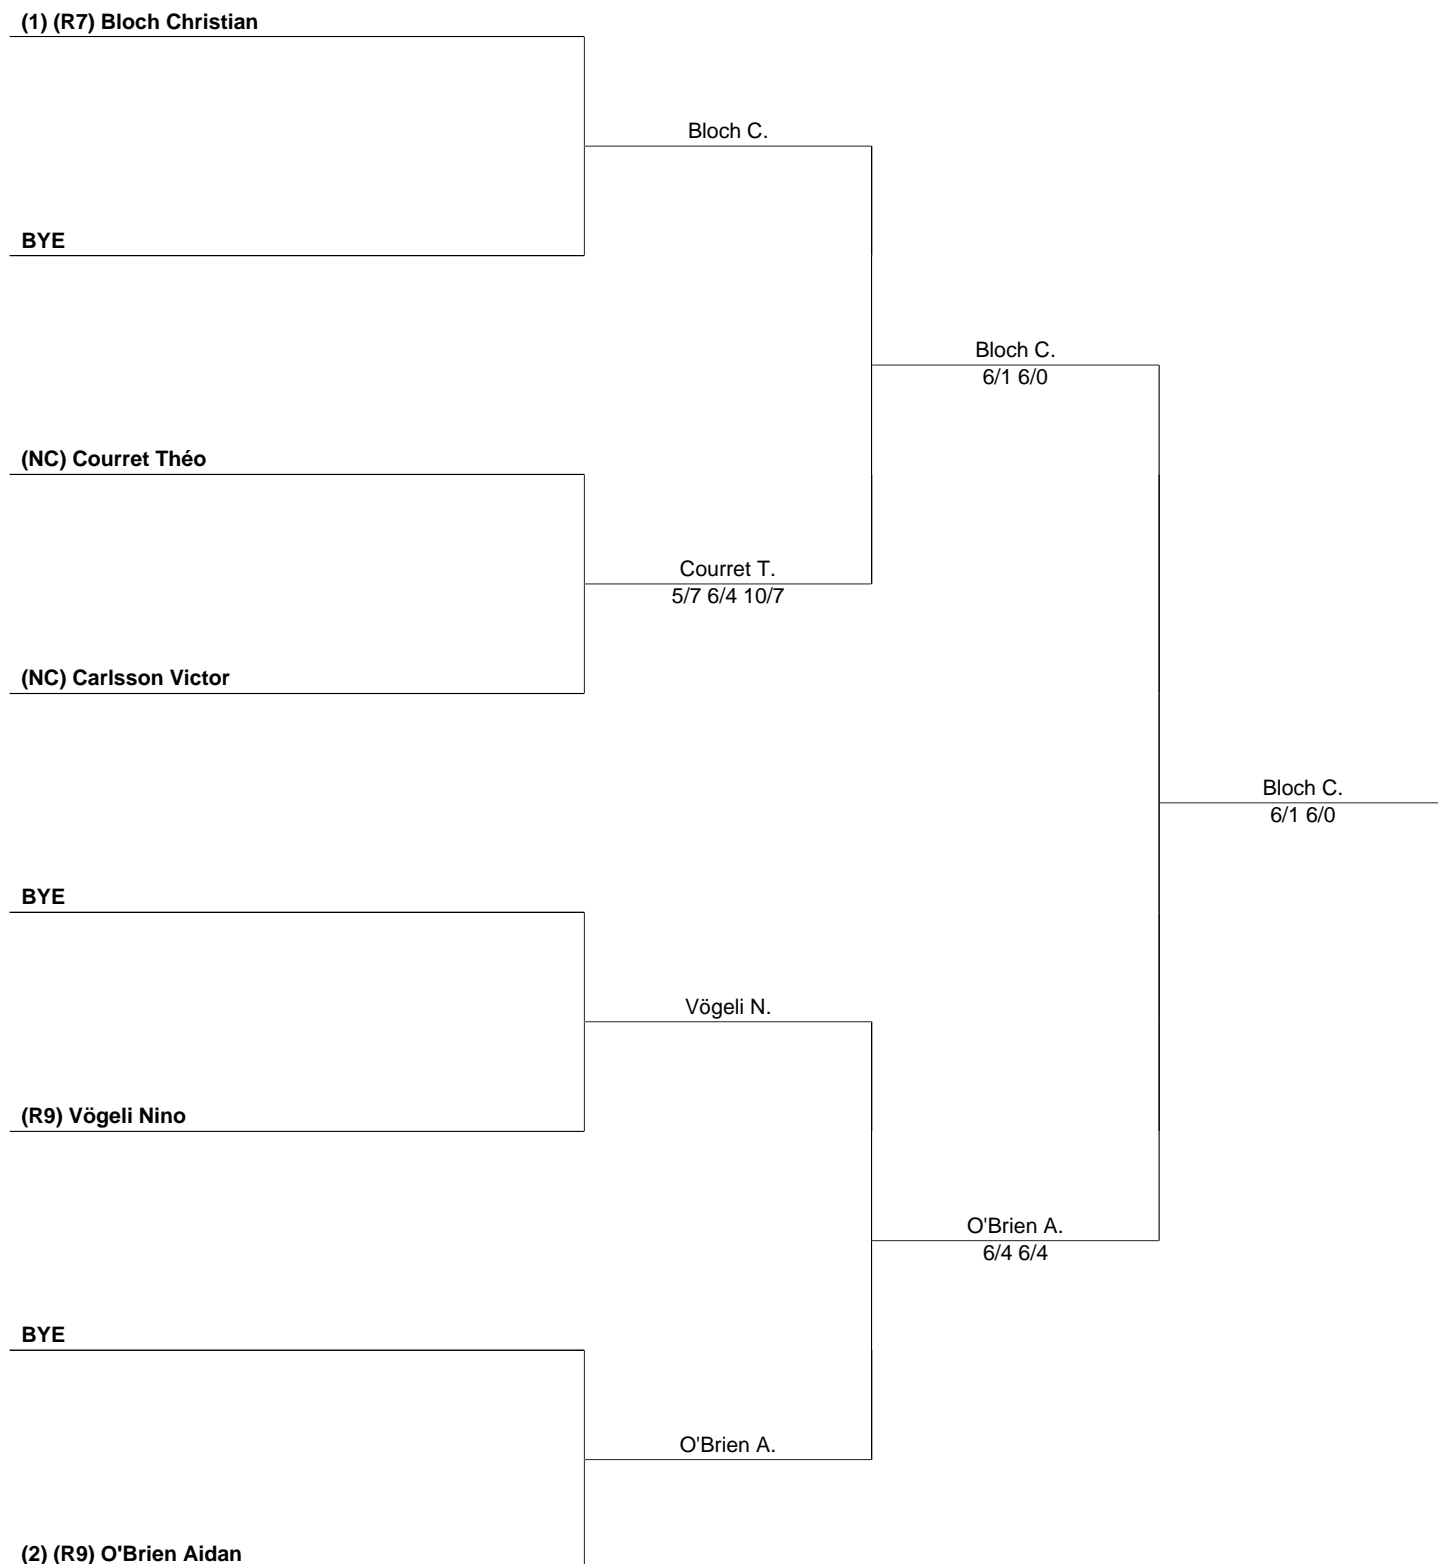 (1) (R7) Bloch Christian
Bloch C.
BYE
Bloch C.
6/1 6/0
(NC) Courret Théo
Courret T.
5/7 6/4 10/7
(NC) Carlsson Victor
Bloch C.
6/1 6/0
BYE
Vögeli N.
(R9) Vögeli Nino
O'Brien A.
6/4 6/4
BYE
O'Brien A.
(2) (R9) O'Brien Aidan